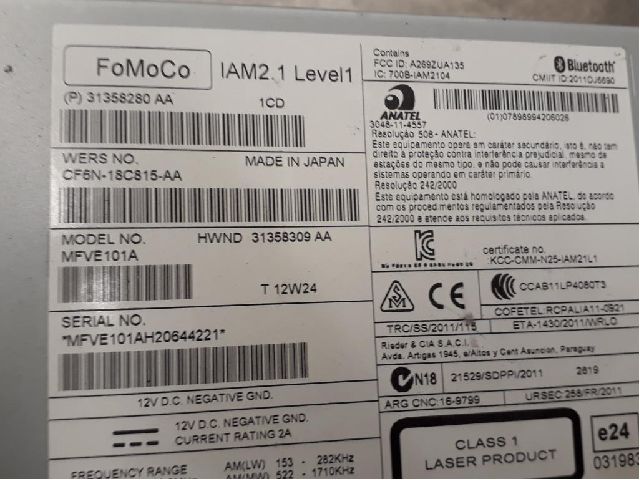 FoMoCo
IAM2.1 Level1
(P) 31358280 AA
1CD
WERS NO.
MADE IN JAPAN
CF6N-18C815-AA
MODEL NO.
HWND 31358309 AA
MFVE101A
T 12W24
SERIAL NO.
*MFVE101AH20644221*
12V D.C. NEGATIVE GND.
12V D.C. NEGATIVE GND.
CURRENT RATING 2A
FREQUENCY RANGE
AM(LW) 153 - 282KHz
AM(MW) 522 - 1710KHz
Contains
FCC ID: A269ZUA135
IC: 700B-IAM2104
Bluetooth
CMIIT ID:2011DJ6690
ANATEL
3048-11-4557
(01)07898994206028
Resolução 506 - ANATEL:
Este equipamento opera em caráter secundário, isto é, não tem
direito à proteção contra interferência prejudicial, mesmo de
estações do mesmo tipo, e não pode causar interferência a
sistemas operando em caráter primário.
Resolução 242/2000
Este equipamento está homologado pela ANATEL, de acordo
com os procedimentos regulamentados pela Resolução
242/2000 e atende aos requisitos técnicos aplicados.
certificate no.
:KCC-CMM-N25-IAM21L1
CE
CCAB11LP4080T3
COFETEL RCPALIA11-0921
TRC/SS/2011/115
ETA-1430/2011/WRLO
Rieder & CIA S.A.C.I.
Avda. Artigas 1945, e/Altos y Cent Asunción, Paraguay
N18
21529/SDPPI/2011
2819
ARG CNC:16-9799
URSEC 258/FR/2011
CLASS 1
LASER PRODUCT
e24
031983